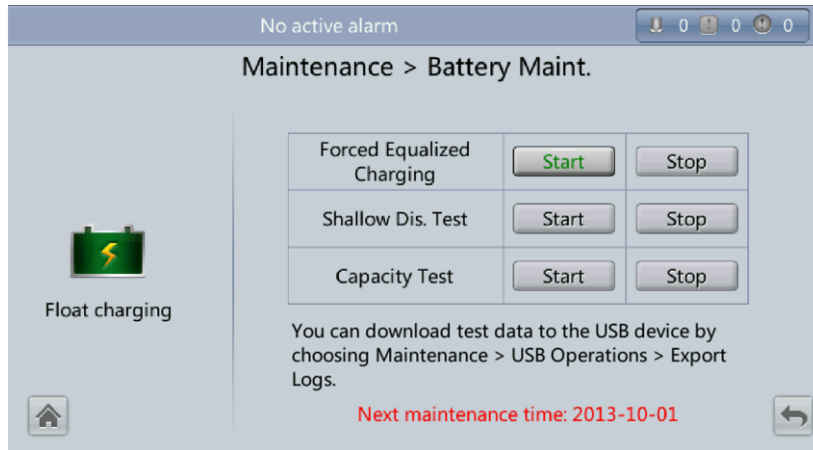 No active alarm
0 0 0
Maintenance > Battery Maint.
Forced Equalized
Charging
Start
Stop
Shallow Dis. Test
Start
Stop
Capacity Test
Start
Stop
Float charging
You can download test data to the USB device by
choosing Maintenance > USB Operations > Export
Logs.
Next maintenance time: 2013-10-01